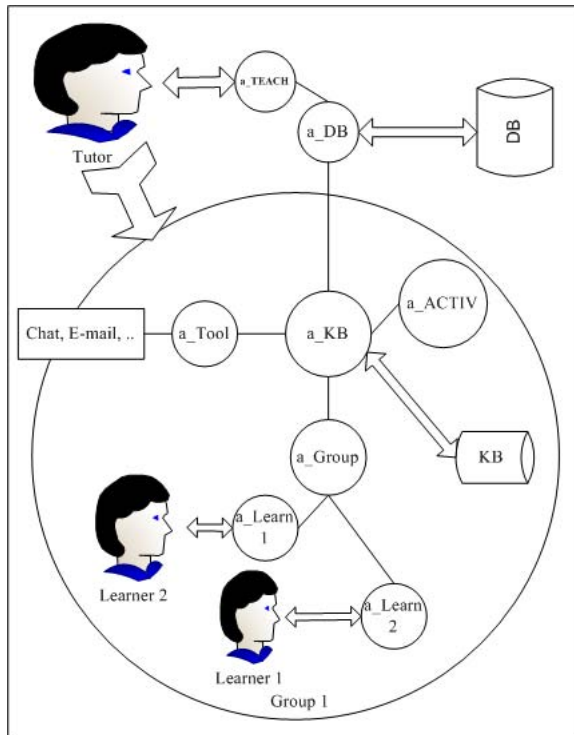 a_TEACH
a_DB
DB
Tutor
a_ACTIV
Chat, E-mail, ..
a_Tool
a_KB
a_Group
KB
a_Learn
1
Learner 2
a_Learn
2
Learner 1
Group 1